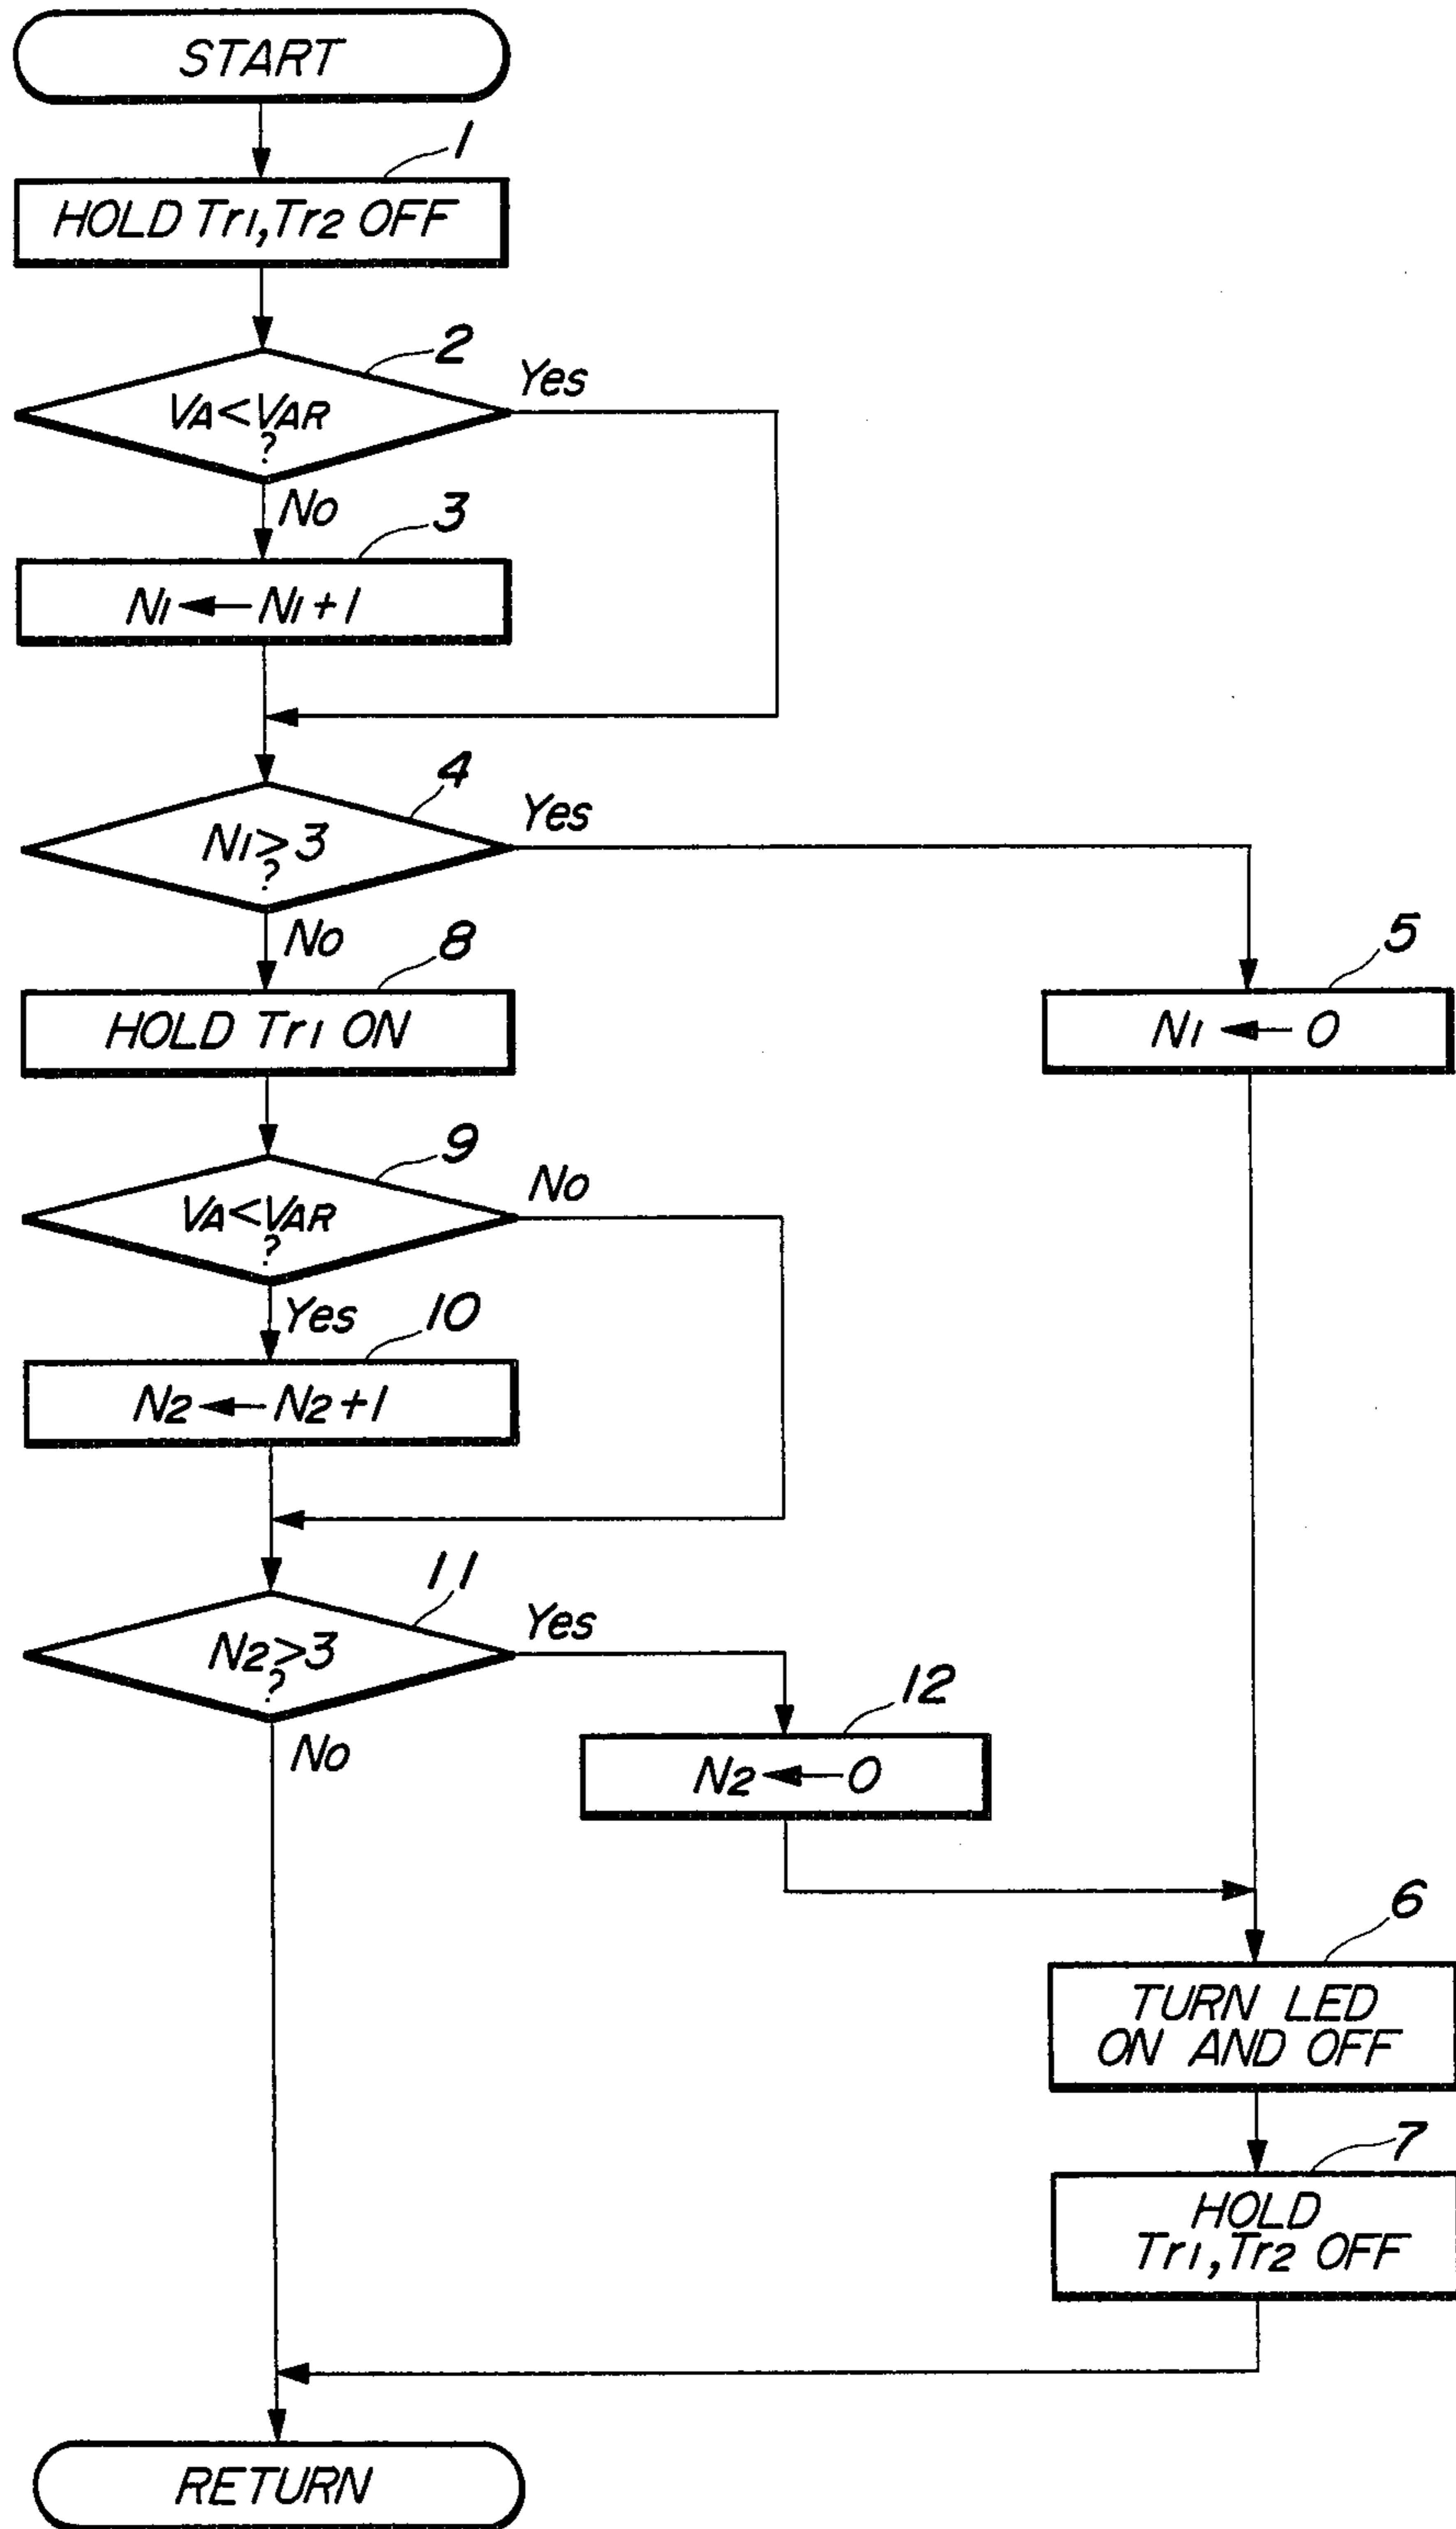 START
1
HOLD Tr1,Tr2 OFF
2
VA<VAR
?
Yes
No
3
N1←N1+1
4
N1>3
?
Yes
No
8
HOLD Tr1 ON
5
N1←0
9
VA<VAR
?
No
Yes
10
N2←N2+1
11
N2>3
?
Yes
No
12
N2←0
6
TURN LED
ON AND OFF
7
HOLD
Tr1,Tr2 OFF
RETURN